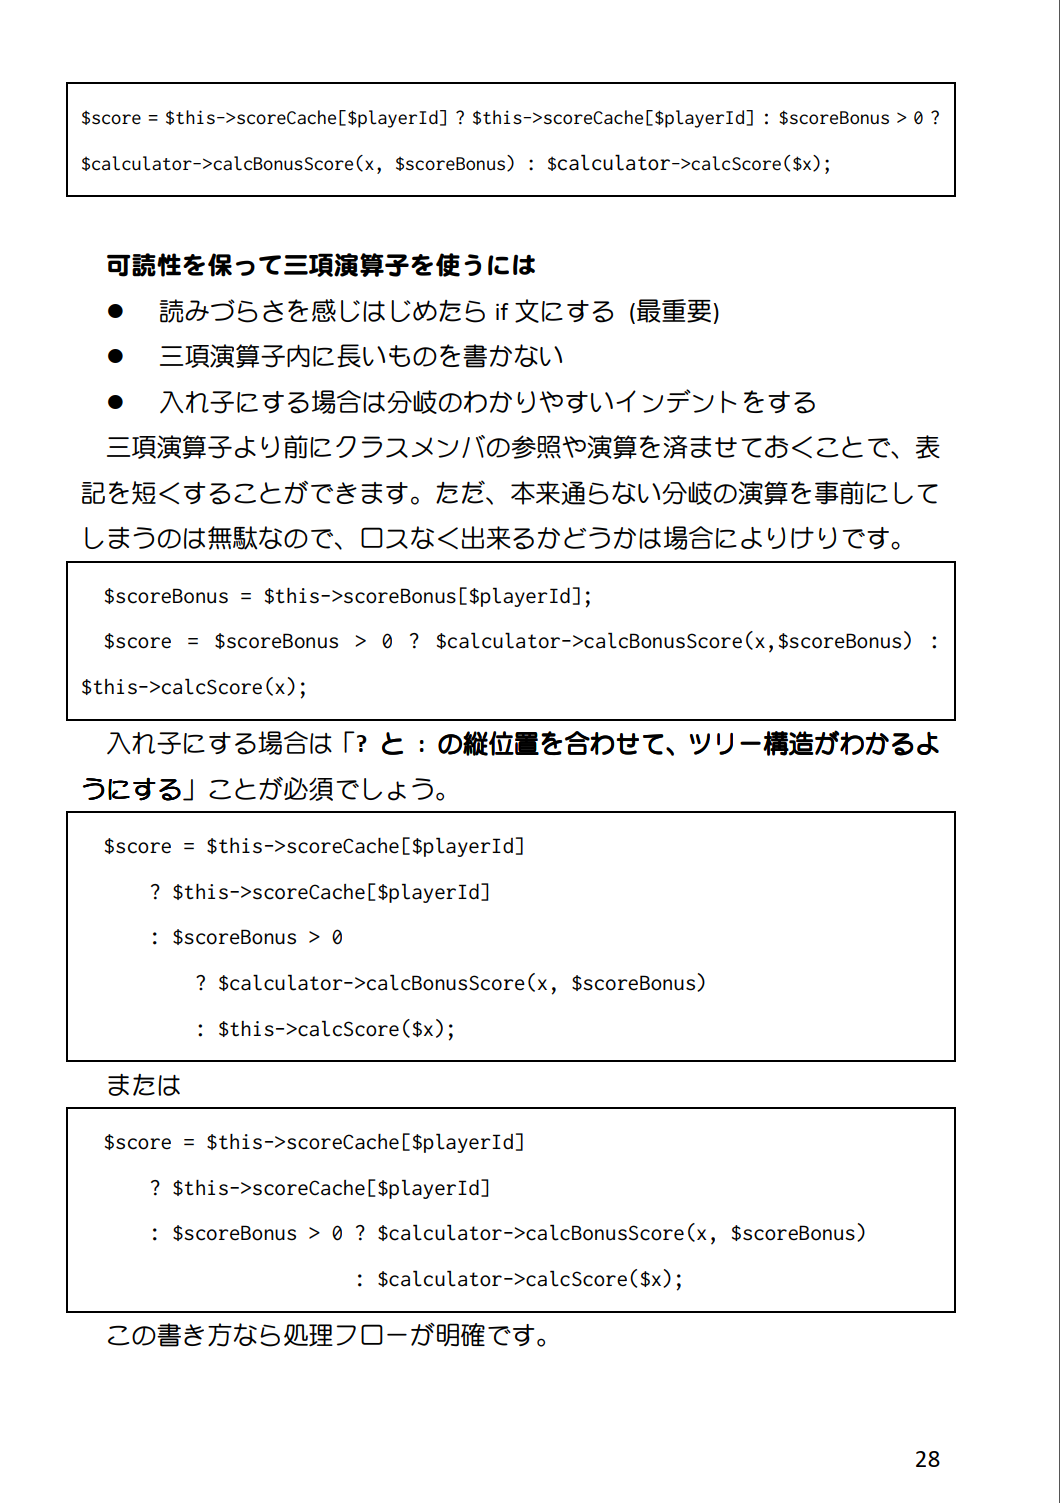 $score = $this->scoreCache[$playerId] ? $this->scoreCache[$playerId] : $scoreBonus > 0 ?
$calculator->calcBonusScore(x, $scoreBonus) : $calculator->calcScore($x);
可読性を保って三項演算子を使うには
● 読みづらさを感じはじめたら if 文にする (最重要)
● 三項演算子内に長いものを書かない
● 入れ子にする場合は分岐のわかりやすいインデントをする
三項演算子より前にクラスメンバの参照や演算を済ませておくことで、表
記を短くすることができます。ただ、本来通らない分岐の演算を事前にして
しまうのは無駄なので、ロスなく出来るかどうかは場合によりけりです。
$scoreBonus = $this->scoreBonus[$playerId];
$score = $scoreBonus > 0 ? $calculator->calcBonusScore(x,$scoreBonus) :
$this->calcScore(x);
入れ子にする場合は「? と : の縦位置を合わせて、ツリー構造がわかるよ
うにする」ことが必須でしょう。
$score = $this->scoreCache[$playerId]
? $this->scoreCache[$playerId]
: $scoreBonus > 0
? $calculator->calcBonusScore(x, $scoreBonus)
: $this->calcScore($x);
または
$score = $this->scoreCache[$playerId]
? $this->scoreCache[$playerId]
: $scoreBonus > 0 ? $calculator->calcBonusScore(x, $scoreBonus)
: $calculator->calcScore($x);
この書き方なら処理フローが明確です。
28